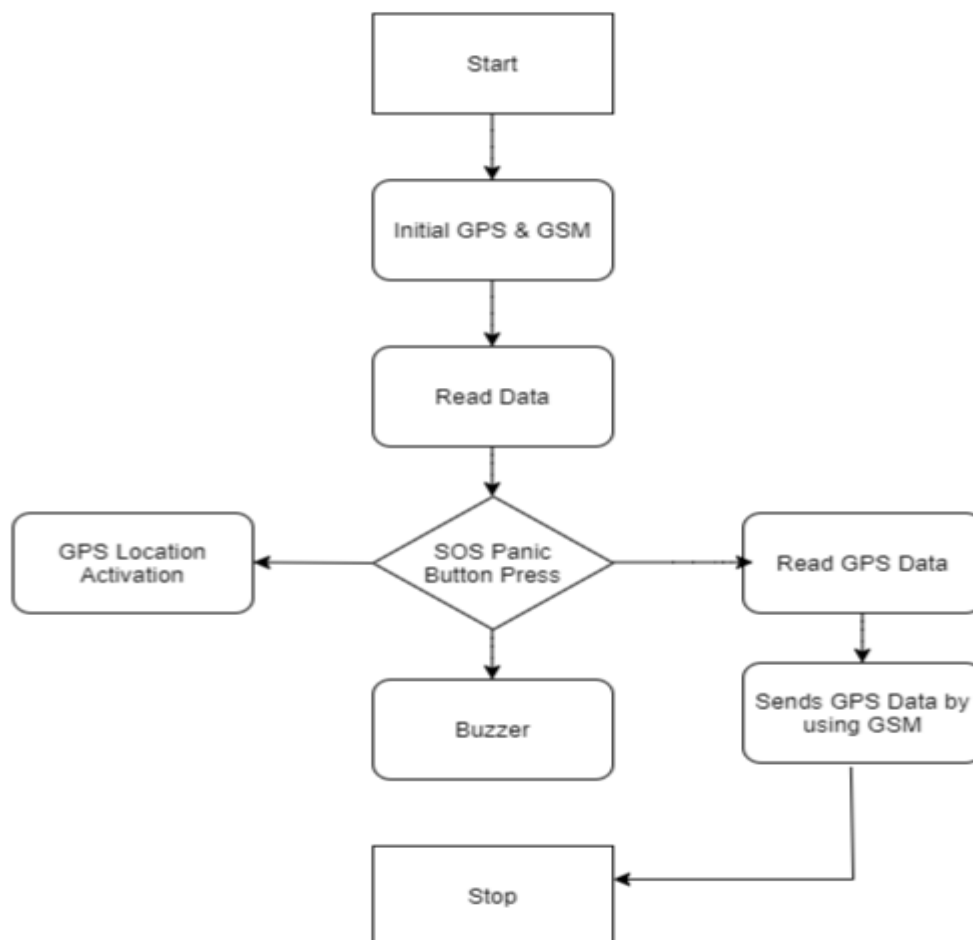 Start
Initial GPS & GSM
Read Data
GPS Location
Activation
SOS Panic
Button Press
Read GPS Data
Buzzer
Sends GPS Data by
using GSM
Stop